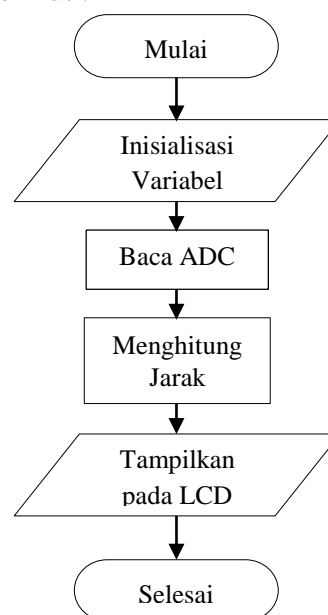 Mulai
Inisialisasi
Variabel
Baca ADC
Menghitung
Jarak
Tampilkan
pada LCD
Selesai